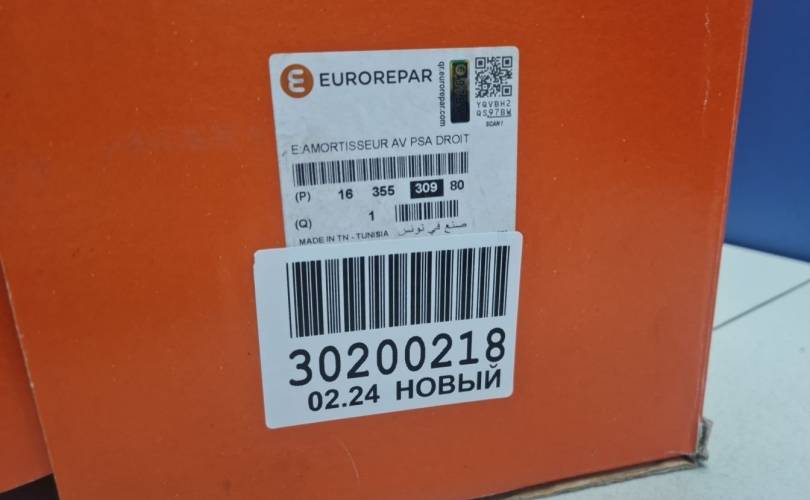 EUROREPAR
qr.eurorepar.com
YQVBH2
QS97BW
SCAN !
E:AMORTISSEUR AV PSA DROIT
(P) 16 355 309 80
(Q) 1
MADE IN TN - TUNISIA صنع في تونس
30200218
02.24 НОВЫЙ